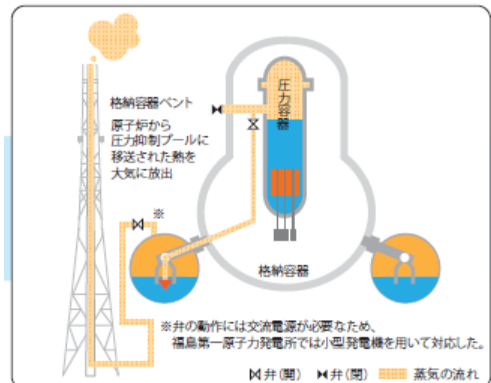 圧力容器
格納容器ベント
原子炉から
圧力抑制プールに
移送された熱を
大気に放出
※
格納容器
※弁の動作には交流電源が必要なため、
福島第一原子力発電所では小型発電機を用いて対応した。
弁(開) 弁(閉) 蒸気の流れ